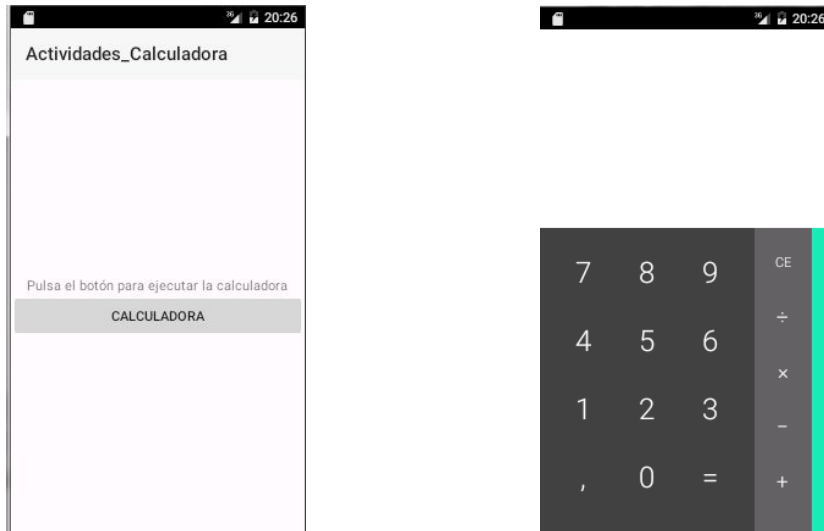 20:26
Actividades_Calculadora
Pulsa el botón para ejecutar la calculadora
CALCULADORA
20:26
7 8 9 CE
÷
4 5 6
×
1 2 3
−
, 0 = +